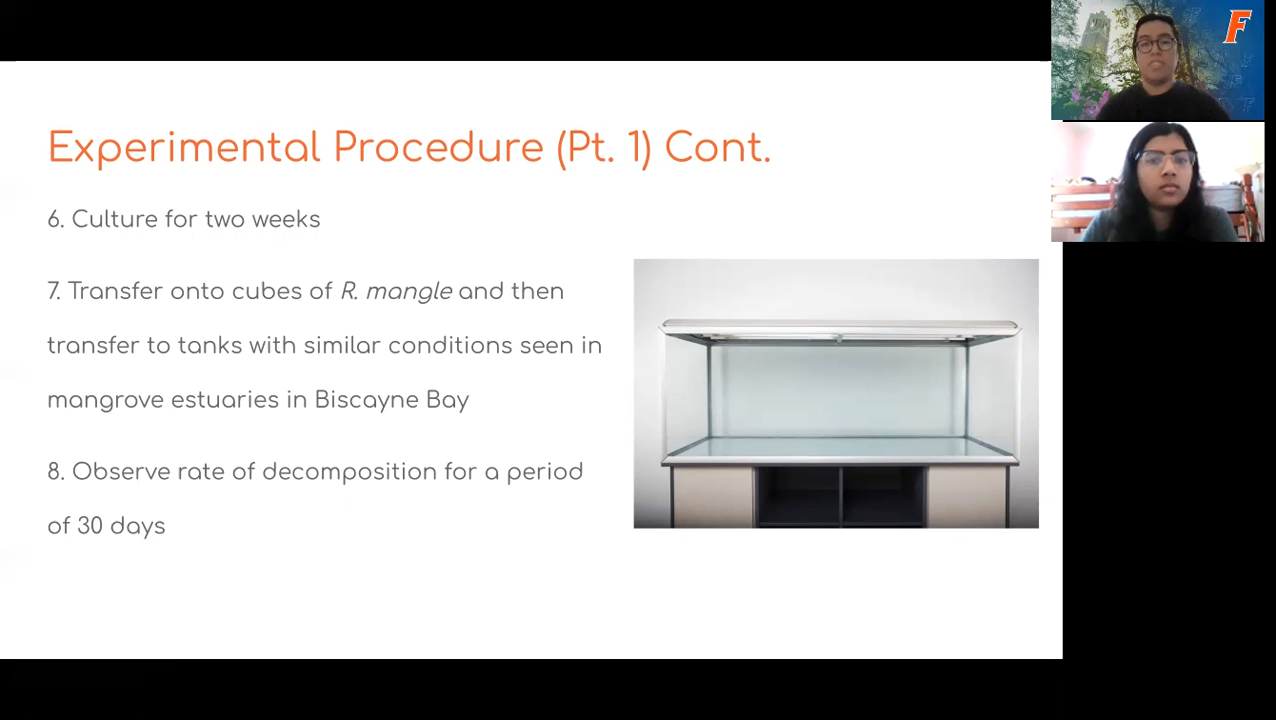 Experimental Procedure (Pt. 1) Cont.
6. Culture for two weeks
7. Transfer onto cubes of R. mangle and then
transfer to tanks with similar conditions seen in
mangrove estuaries in Biscayne Bay
8. Observe rate of decomposition for a period
of 30 days
F